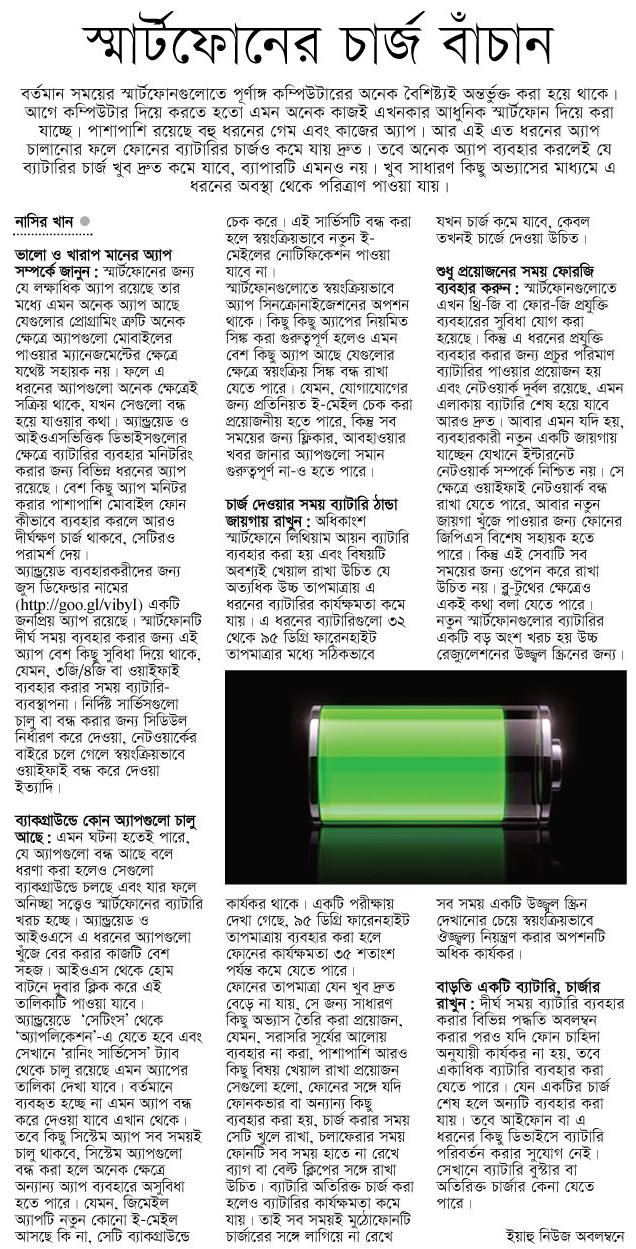 স্মার্টফোনের চার্জ বাঁচান
বর্তমান সময়ের স্মার্টফোনগুলোতে পূর্ণাঙ্গ কম্পিউটারের অনেক বৈশিষ্ট্যই অন্তর্ভুক্ত করা হয়ে থাকে।
আগে কম্পিউটার দিয়ে করতে হতো এমন অনেক কাজই এখনকার আধুনিক স্মার্টফোন দিয়ে করা
যাচ্ছে। পাশাপাশি রয়েছে বহু ধরনের গেম এবং কাজের অ্যাপ। আর এই এত ধরনের অ্যাপ
চালানোর ফলে ফোনের ব্যাটারির চার্জও কমে যায় দ্রুত। তবে অনেক অ্যাপ ব্যবহার করলেই যে
ব্যাটারির চার্জ খুব দ্রুত কমে যাবে, ব্যাপারটি এমনও নয়। খুব সাধারণ কিছু অভ্যাসের মাধ্যমে এ
ধরনের অবস্থা থেকে পরিত্রাণ পাওয়া যায়।
নাসির খান ●
ভালো ও খারাপ মানের অ্যাপ
সম্পর্কে জানুন : স্মার্টফোনের জন্য
যে লক্ষাধিক অ্যাপ রয়েছে তার
মধ্যে এমন অনেক অ্যাপ আছে
যেগুলোর প্রোগ্রামিং ত্রুটি অনেক
ক্ষেত্রে অ্যাপগুলো মোবাইলের
পাওয়ার ম্যানেজমেন্টের ক্ষেত্রে
যথেষ্ট সহায়ক নয়। ফলে এ
ধরনের অ্যাপগুলো অনেক ক্ষেত্রেই
সক্রিয় থাকে, যখন সেগুলো বন্ধ
হয়ে যাওয়ার কথা। অ্যান্ড্রয়েড ও
আইওএসভিত্তিক ডিভাইসগুলোর
ক্ষেত্রে ব্যাটারির ব্যবহার মনিটরিং
করার জন্য বিভিন্ন ধরনের অ্যাপ
রয়েছে। বেশ কিছু অ্যাপ মনিটর
করার পাশাপাশি মোবাইল ফোন
কীভাবে ব্যবহার করলে আরও
দীর্ঘক্ষণ চার্জ থাকবে, সেটিরও
পরামর্শ দেয়।
অ্যান্ড্রয়েড ব্যবহারকারীদের জন্য
জুস ডিফেন্ডার নামের
(http://goo.gl/vibyI) একটি
জনপ্রিয় অ্যাপ রয়েছে। স্মার্টফোনটি
দীর্ঘ সময় ব্যবহার করার জন্য এই
অ্যাপ বেশ কিছু সুবিধা দিয়ে থাকে,
যেমন, ৩জি/৪জি বা ওয়াইফাই
ব্যবহার করার সময় ব্যাটারি-
ব্যবস্থাপনা। নির্দিষ্ট সার্ভিসগুলো
চালু বা বন্ধ করার জন্য সিডিউল
নির্ধারণ করে দেওয়া, নেটওয়ার্কের
বাইরে চলে গেলে স্বয়ংক্রিয়ভাবে
ওয়াইফাই বন্ধ করে দেওয়া
ইত্যাদি।
ব্যাকগ্রাউন্ডে কোন অ্যাপগুলো চালু
আছে : এমন ঘটনা হতেই পারে,
যে অ্যাপগুলো বন্ধ আছে বলে
ধরণা করা হলেও সেগুলো
ব্যাকগ্রাউন্ডে চলছে এবং যার ফলে
অনিচ্ছা সত্ত্বেও স্মার্টফোনের ব্যাটারি
খরচ হচ্ছে। অ্যান্ড্রয়েড ও
আইওএসে এ ধরনের অ্যাপগুলো
খুঁজে বের করার কাজটি বেশ
সহজ। আইওএস থেকে হোম
বাটনে দুবার ক্লিক করে এই
তালিকাটি পাওয়া যাবে।
অ্যান্ড্রয়েডে ‘সেটিংস’ থেকে
‘অ্যাপলিকেশন’-এ যেতে হবে এবং
সেখানে ‘রানিং সার্ভিসেস’ ট্যাব
থেকে চালু রয়েছে এমন অ্যাপের
তালিকা দেখা যাবে। বর্তমানে
ব্যবহৃত হচ্ছে না এমন অ্যাপ বন্ধ
করে দেওয়া যাবে এখান থেকে।
তবে কিছু সিস্টেম অ্যাপ সব সময়ই
চালু থাকবে, সিস্টেম অ্যাপগুলো
বন্ধ করা হলে অনেক ক্ষেত্রে
অন্যান্য অ্যাপ ব্যবহারে অসুবিধা
হতে পারে। যেমন, জিমেইল
অ্যাপটি নতুন কোনো ই-মেইল
আসছে কি না, সেটি ব্যাকগ্রাউন্ডে
চেক করে। এই সার্ভিসটি বন্ধ করা
হলে স্বয়ংক্রিয়ভাবে নতুন ই-
মেইলের নোটিফিকেশন পাওয়া
যাবে না।
স্মার্টফোনগুলোতে স্বয়ংক্রিয়ভাবে
অ্যাপ সিনক্রোনাইজেশনের অপশন
থাকে। কিছু কিছু অ্যাপের নিয়মিত
সিঙ্ক করা গুরুত্বপূর্ণ হলেও এমন
বেশ কিছু অ্যাপ আছে যেগুলোর
ক্ষেত্রে স্বয়ংক্রিয় সিঙ্ক বন্ধ রাখা
যেতে পারে। যেমন, যোগাযোগের
জন্য প্রতিনিয়ত ই-মেইল চেক করা
প্রয়োজনীয় হতে পারে, কিন্তু সব
সময়ের জন্য ফ্লিকার, আবহাওয়ার
খবর জানার অ্যাপগুলো সমান
গুরুত্বপূর্ণ না-ও হতে পারে।
চার্জ দেওয়ার সময় ব্যাটারি ঠান্ডা
জায়গায় রাখুন : অধিকাংশ
স্মার্টফোনে লিথিয়াম আয়ন ব্যাটারি
ব্যবহার করা হয় এবং বিষয়টি
অবশ্যই খেয়াল রাখা উচিত যে
অত্যধিক উচ্চ তাপমাত্রায় এ
ধরনের ব্যাটারির কার্যক্ষমতা কমে
যায়। এ ধরনের ব্যাটারিগুলো ৩২
থেকে ৯৫ ডিগ্রি ফারেনহাইট
তাপমাত্রার মধ্যে সঠিকভাবে
কার্যকর থাকে। একটি পরীক্ষায়
দেখা গেছে, ৯৫ ডিগ্রি ফারেনহাইট
তাপমাত্রায় ব্যবহার করা হলে
ফোনের কার্যক্ষমতা ৩৫ শতাংশ
পর্যন্ত কমে যেতে পারে।
ফোনের তাপমাত্রা যেন খুব দ্রুত
বেড়ে না যায়, সে জন্য সাধারণ
কিছু অভ্যাস তৈরি করা প্রয়োজন,
যেমন, সরাসরি সূর্যের আলোয়
ব্যবহার না করা, পাশাপাশি আরও
কিছু বিষয় খেয়াল রাখা প্রয়োজন
সেগুলো হলো, ফোনের সঙ্গে যদি
ফোনকভার বা অন্যান্য কিছু
ব্যবহার করা হয়, চার্জ করার সময়
সেটি খুলে রাখা, চলাফেরার সময়
ফোনটি সব সময় হাতে না রেখে
ব্যাগ বা বেল্ট ক্লিপের সঙ্গে রাখা
উচিত। ব্যাটারি অতিরিক্ত চার্জ করা
হলেও ব্যাটারির কার্যক্ষমতা কমে
যায়। তাই সব সময়ই মুঠোফোনটি
চার্জারের সঙ্গে লাগিয়ে না রেখে
যখন চার্জ কমে যাবে, কেবল
তখনই চার্জে দেওয়া উচিত।
শুধু প্রয়োজনের সময় ফোরজি
ব্যবহার করুন : স্মার্টফোনগুলোতে
এখন থ্রি-জি বা ফোর-জি প্রযুক্তি
ব্যবহারের সুবিধা যোগ করা
হয়েছে। কিন্তু এ ধরনের প্রযুক্তি
ব্যবহার করার জন্য প্রচুর পরিমাণ
ব্যাটারির পাওয়ার প্রয়োজন হয়
এবং নেটওয়ার্ক দুর্বল রয়েছে, এমন
এলাকায় ব্যাটারি শেষ হয়ে যাবে
আরও দ্রুত। আবার এমন যদি হয়,
ব্যবহারকারী নতুন একটি জায়গায়
যাচ্ছেন যেখানে ইন্টারনেট
নেটওয়ার্ক সম্পর্কে নিশ্চিত নয়। সে
ক্ষেত্রে ওয়াইফাই নেটওয়ার্ক বন্ধ
রাখা যেতে পারে, আবার নতুন
জায়গা খুঁজে পাওয়ার জন্য ফোনের
জিপিএস বিশেষ সহায়ক হতে
পারে। কিন্তু এই সেবাটি সব
সময়ের জন্য ওপেন করে রাখা
উচিত নয়। ব্লু-টুথের ক্ষেত্রেও
একই কথা বলা যেতে পারে।
নতুন স্মার্টফোনগুলোর ব্যাটারির
একটি বড় অংশ খরচ হয় উচ্চ
রেজ্যুলেশনের উজ্জ্বল স্ক্রিনের জন্য।
সব সময় একটি উজ্জ্বল স্ক্রিন
দেখানোর চেয়ে স্বয়ংক্রিয়ভাবে
ঔজ্জ্বল্য নিয়ন্ত্রণ করার অপশনটি
অধিক কার্যকর।
বাড়তি একটি ব্যাটারি, চার্জার
রাখুন : দীর্ঘ সময় ব্যাটারি ব্যবহার
করার বিভিন্ন পদ্ধতি অবলম্বন
করার পরও যদি ফোন চাহিদা
অনুযায়ী কার্যকর না হয়, তবে
একাধিক ব্যাটারি ব্যবহার করা
যেতে পারে। যেন একটির চার্জ
শেষ হলে অন্যটি ব্যবহার করা
যায়। তবে আইফোন বা এ
ধরনের কিছু ডিভাইসে ব্যাটারি
পরিবর্তন করার সুযোগ নেই।
সেখানে ব্যাটারি বুস্টার বা
অতিরিক্ত চার্জার কেনা যেতে
পারে।
ইয়াহু নিউজ অবলম্বনে